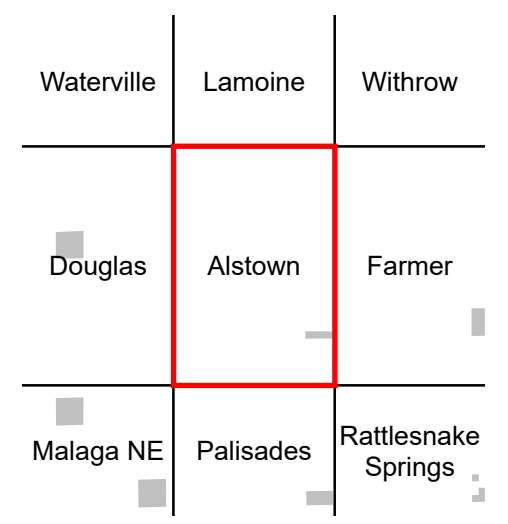 Waterville Lamoine Withrow
Douglas Alstown Farmer
Malaga NE Palisades Rattlesnake
Springs